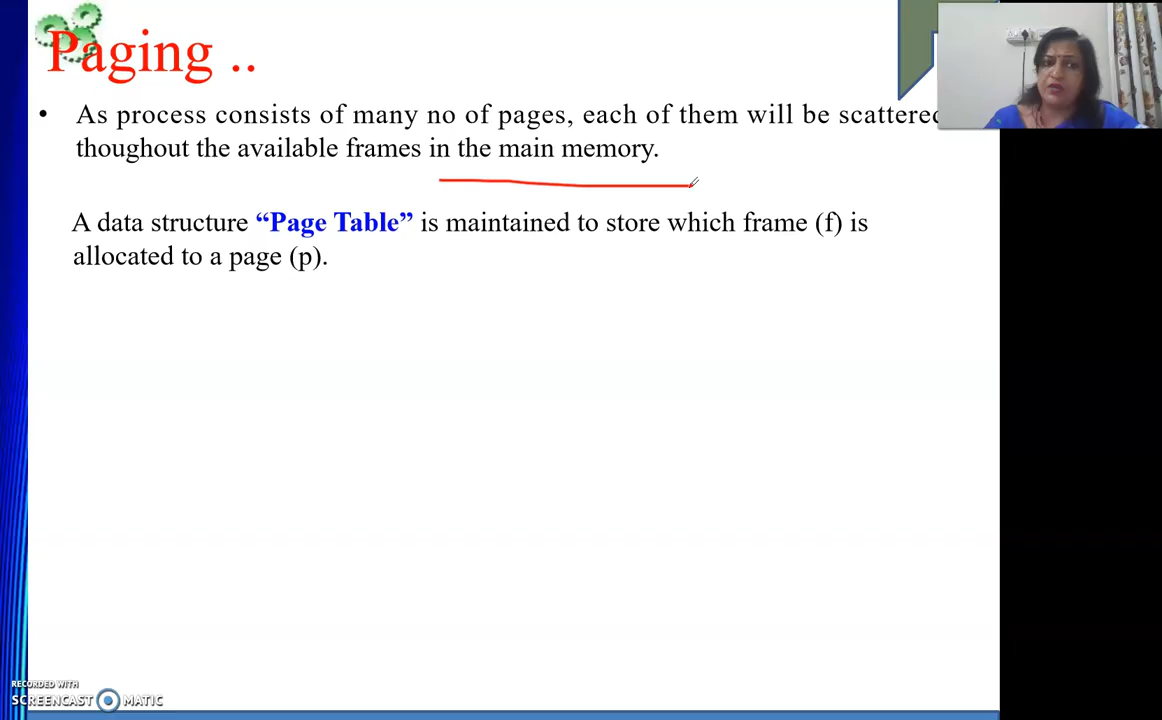 Paging ..
• As process consists of many no of pages, each of them will be scattered
thoughout the available frames in the main memory.
A data structure “Page Table” is maintained to store which frame (f) is
allocated to a page (p).
RECORDED WITH
SCREENCAST MATIC